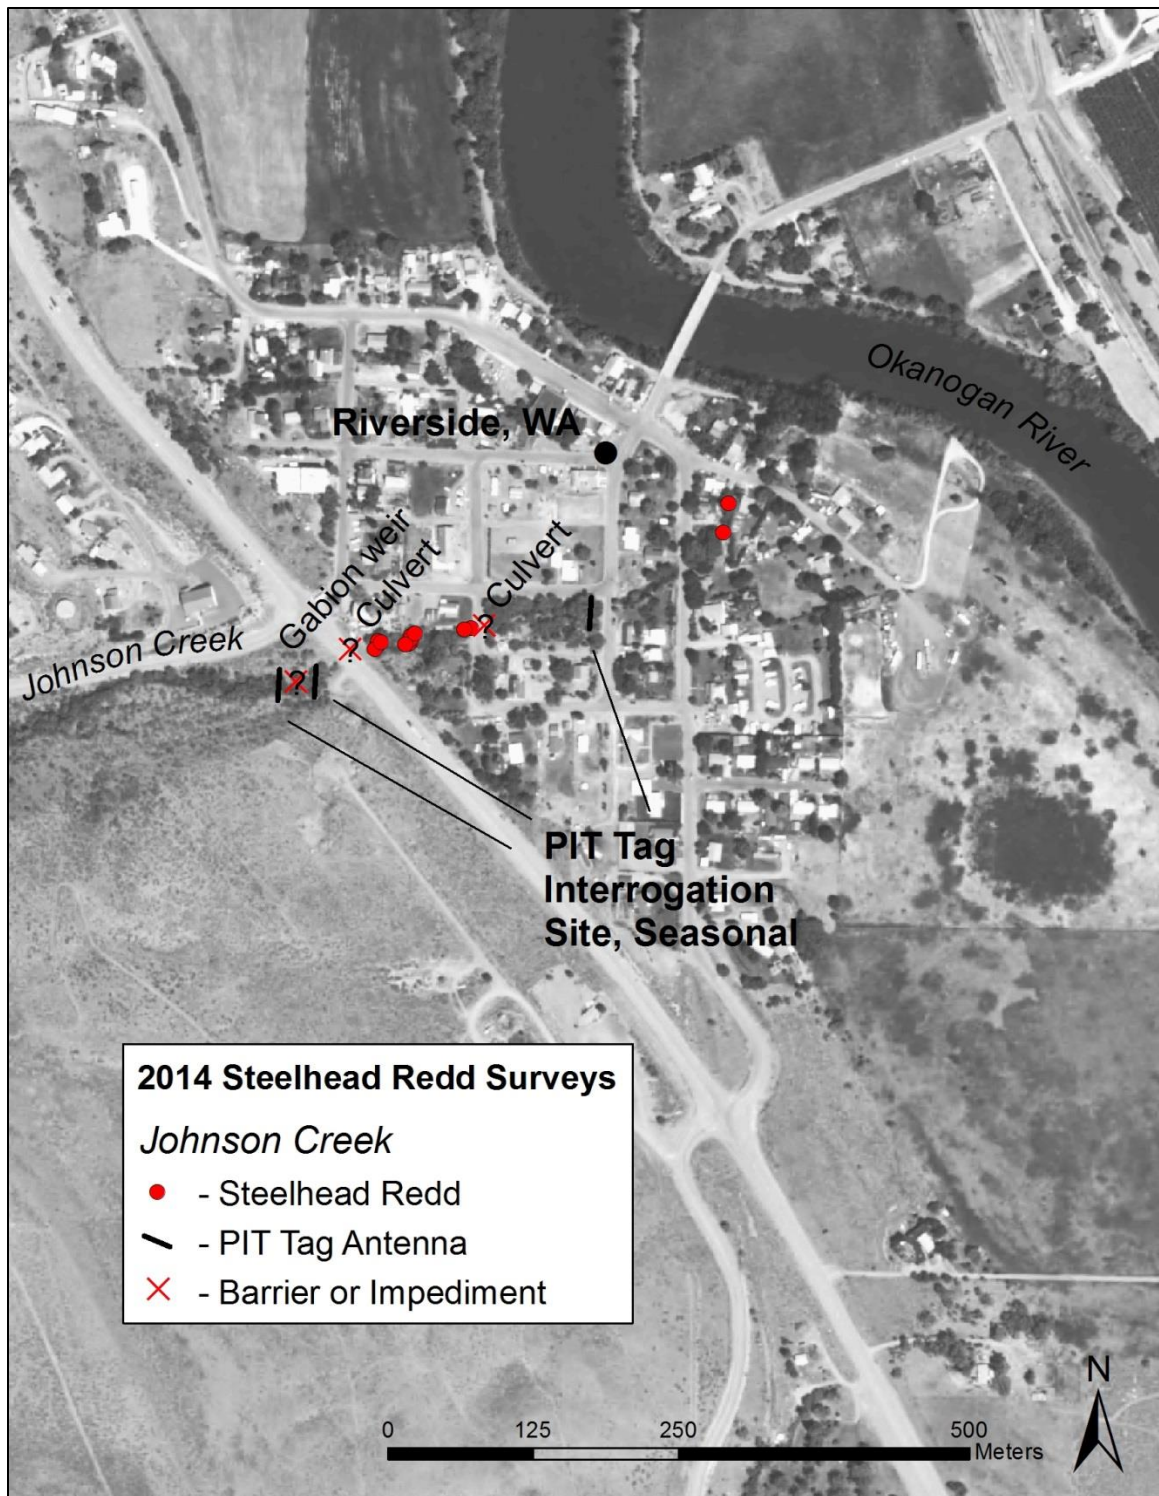 Okanogan River
Riverside, WA
Gabion weir
? Culvert
? Culvert
Johnson Creek
?
PIT Tag
Interrogation
Site, Seasonal
2014 Steelhead Redd Surveys
Johnson Creek
- Steelhead Redd
- PIT Tag Antenna
- Barrier or Impediment
N
0 125 250 500
Meters